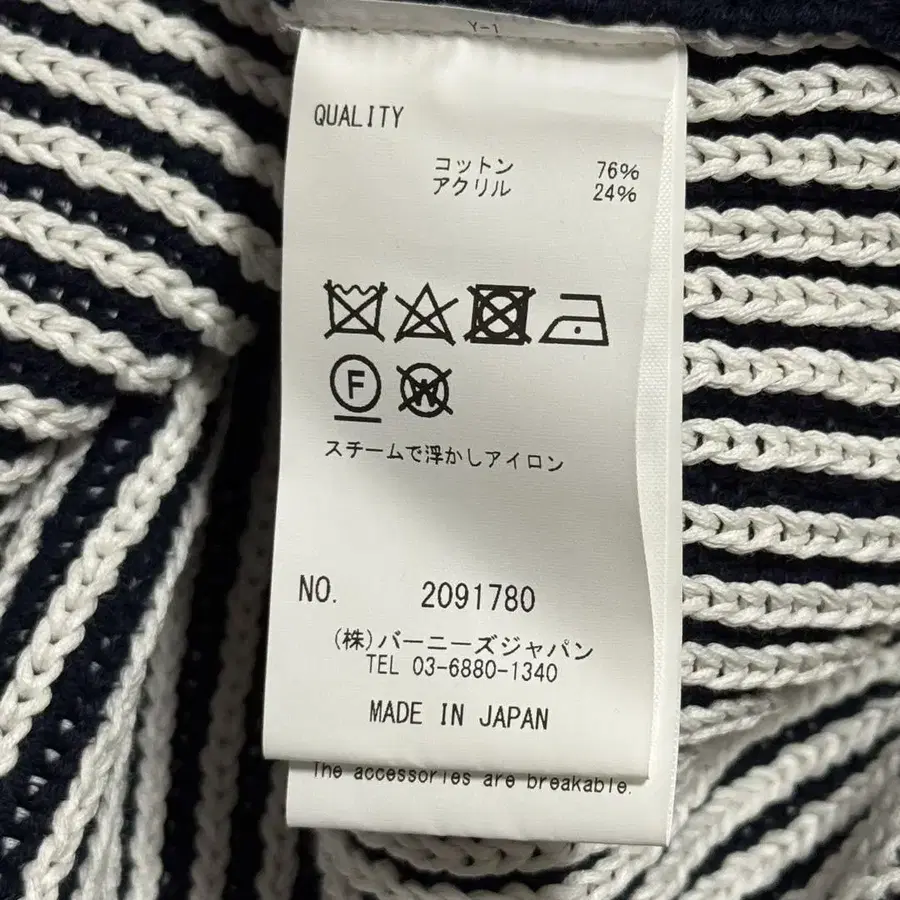 Y-1
QUALITY
コットン 76%
アクリル 24%
F W
スチームで浮かしアイロン
NO. 2091780
(株)バーニーズジャパン
TEL 03-6880-1340
MADE IN JAPAN
The accessories are breakable.